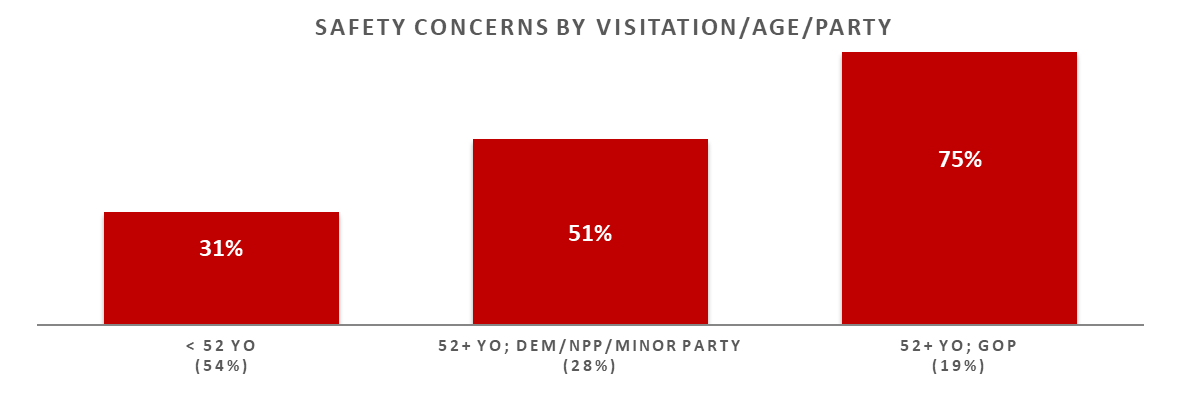 SAFETY CONCERNS BY VISITATION/AGE/PARTY
31%
51%
75%
< 52 YO
(54%)
52+ YO; DEM/NPP/MINOR PARTY
(28%)
52+ YO; GOP
(19%)